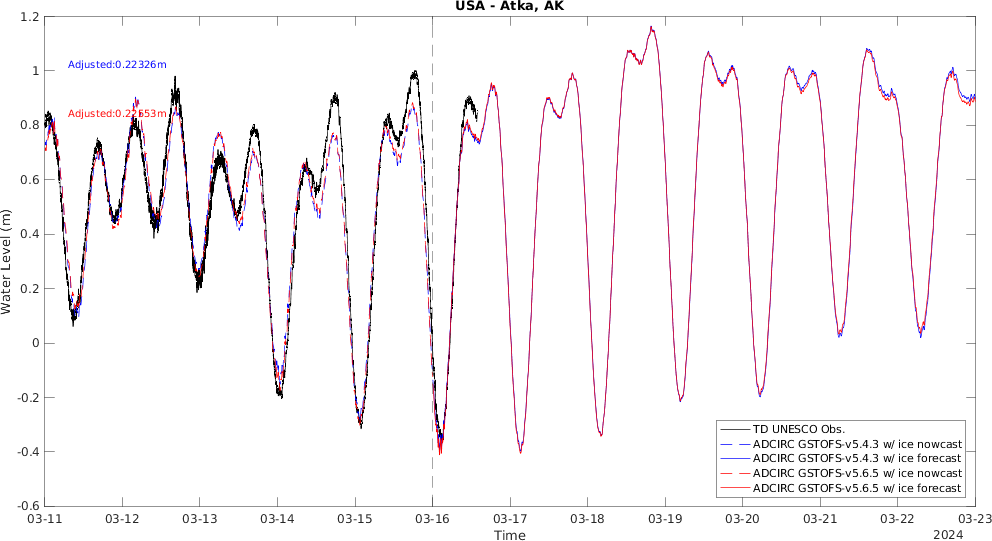 USA - Atka, AK
Adjusted:0.22326m
Adjusted:0.22653m
Water Level (m)
1.2
1
0.8
0.6
0.4
0.2
0
-0.2
-0.4
-0.6
TD UNESCO Obs.
ADCIRC GSTOFS-v5.4.3 w/ ice nowcast
ADCIRC GSTOFS-v5.4.3 w/ ice forecast
ADCIRC GSTOFS-v5.6.5 w/ ice nowcast
ADCIRC GSTOFS-v5.6.5 w/ ice forecast
03-11 03-12 03-13 03-14 03-15 03-16 03-17 03-18 03-19 03-20 03-21 03-22 03-23
Time
2024